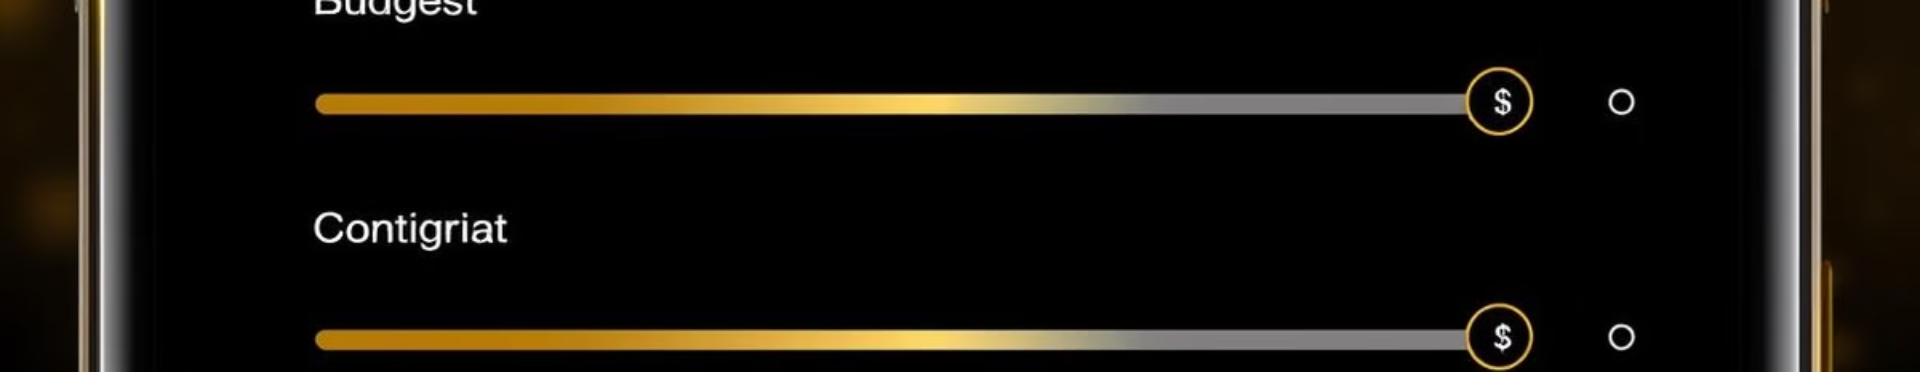 Budgest
$ O
Contigriat
$ O